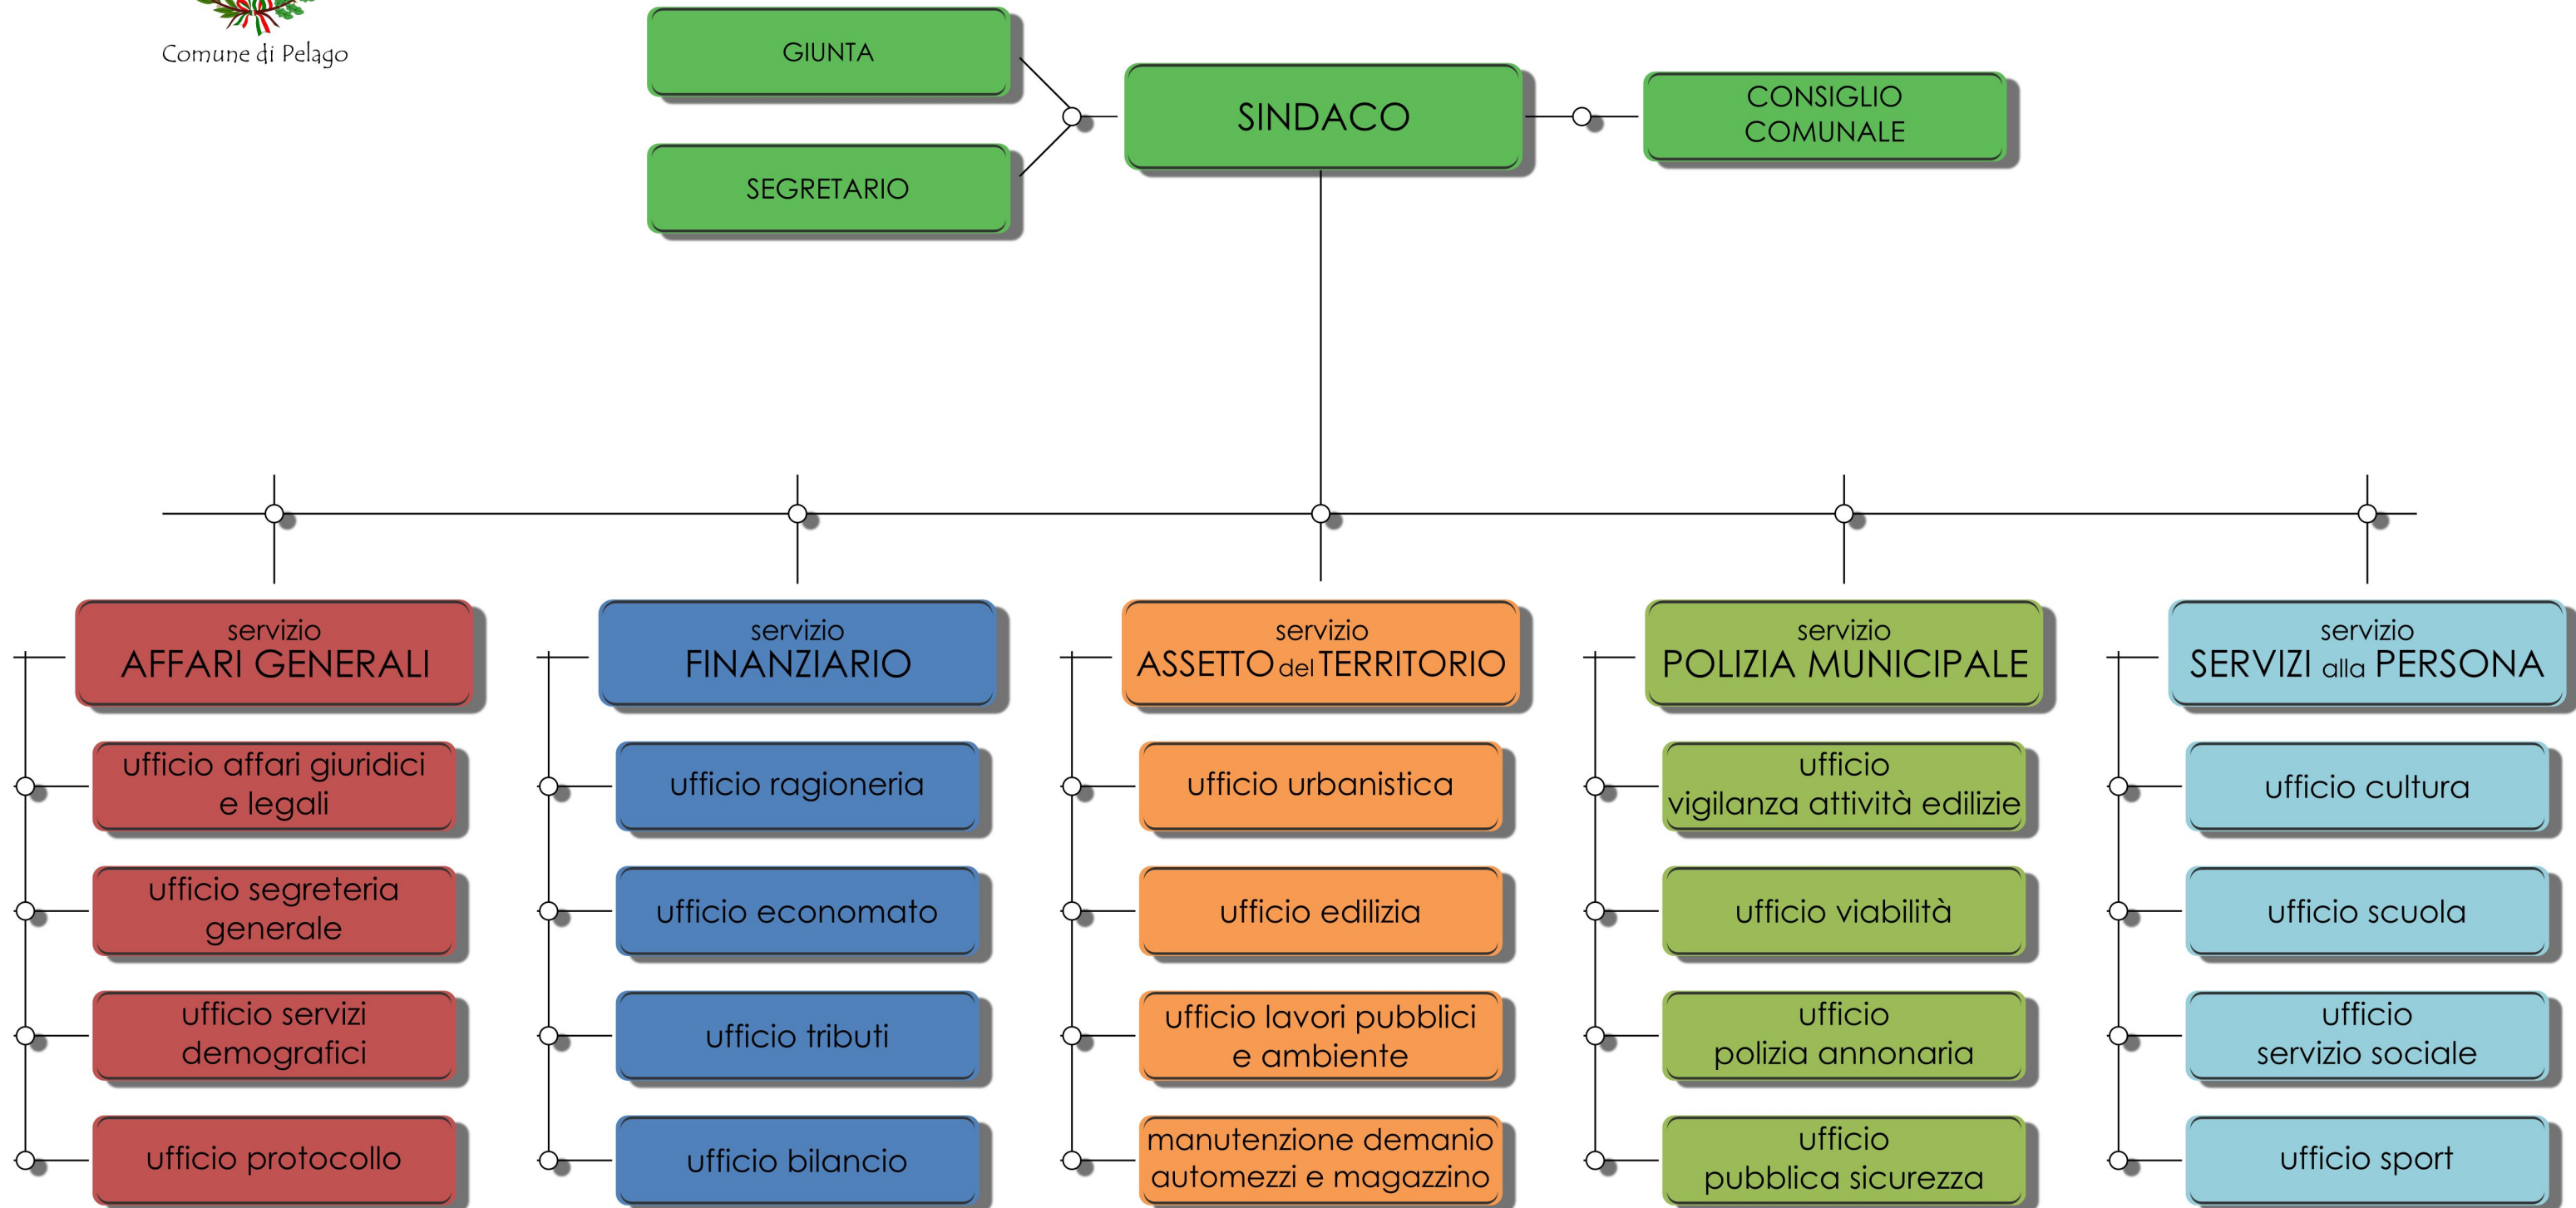 Comune di Pelago
GIUNTA
SINDACO
CONSIGLIO
COMUNALE
SEGRETARIO
servizio
AFFARI GENERALI
ufficio affari giuridici
e legali
ufficio segreteria
generale
ufficio servizi
demografici
ufficio protocollo
servizio
FINANZIARIO
ufficio ragioneria
ufficio economato
ufficio tributi
ufficio bilancio
servizio
ASSETTO del TERRITORIO
ufficio urbanistica
ufficio edilizia
ufficio lavori pubblici
e ambiente
manutenzione demanio
automezzi e magazzino
servizio
POLIZIA MUNICIPALE
ufficio
vigilanza attività edilizie
ufficio viabilità
ufficio
polizia annonaria
ufficio
pubblica sicurezza
servizio
SERVIZI alla PERSONA
ufficio cultura
ufficio scuola
ufficio
servizio sociale
ufficio sport